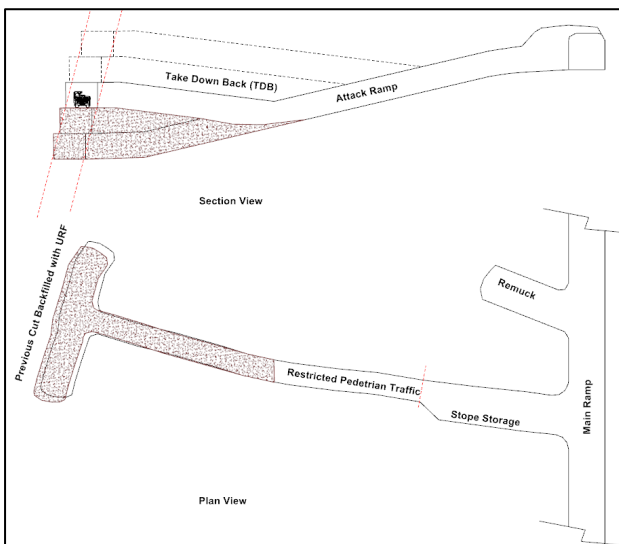 Take Down Back (TDB)
Attack Ramp
Section View
Previous Cut Backfilled with URF
Remuck
Restricted Pedetrian Traffic
Stope Storage
Main Ramp
Plan View